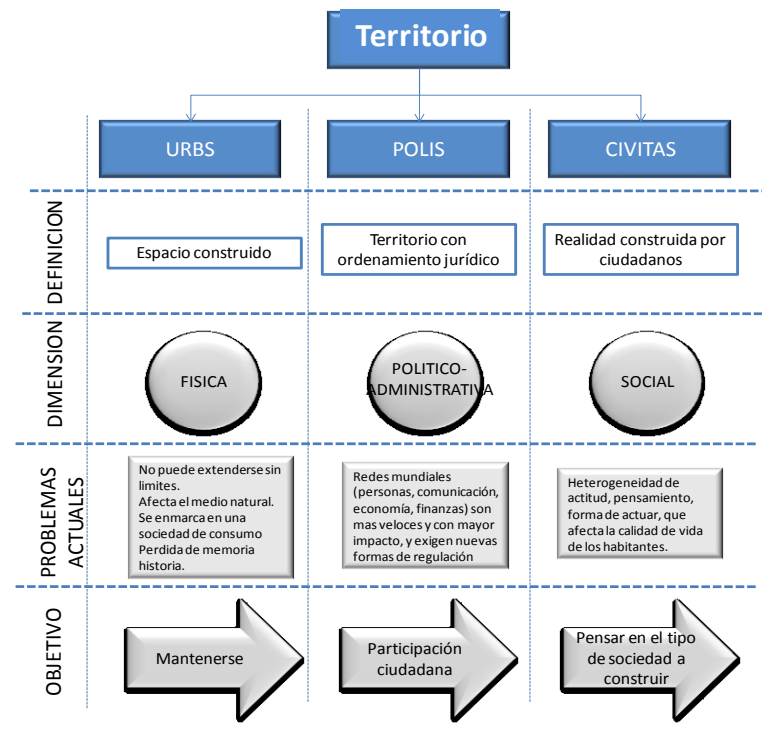 Territorio
URBS
POLIS
CIVITAS
DEFINICION
Espacio construido
Territorio con
ordenamiento jurídico
Realidad construida por
ciudadanos
DIMENSION
FISICA
POLITICO-
ADMINISTRATIVA
SOCIAL
PROBLEMAS
ACTUALES
No puede extenderse sin
limites.
Afecta el medio natural.
Se enmarca en una
sociedad de consumo
Perdida de memoria
historia.
Redes mundiales
(personas, comunicación,
economía, finanzas) son
mas veloces y con mayor
impacto, y exigen nuevas
formas de regulación
Heterogeneidad de
actitud, pensamiento,
forma de actuar, que
afecta la calidad de vida
de los habitantes.
OBJETIVO
Mantenerse
Participación
ciudadana
Pensar en el tipo
de sociedad a
construir